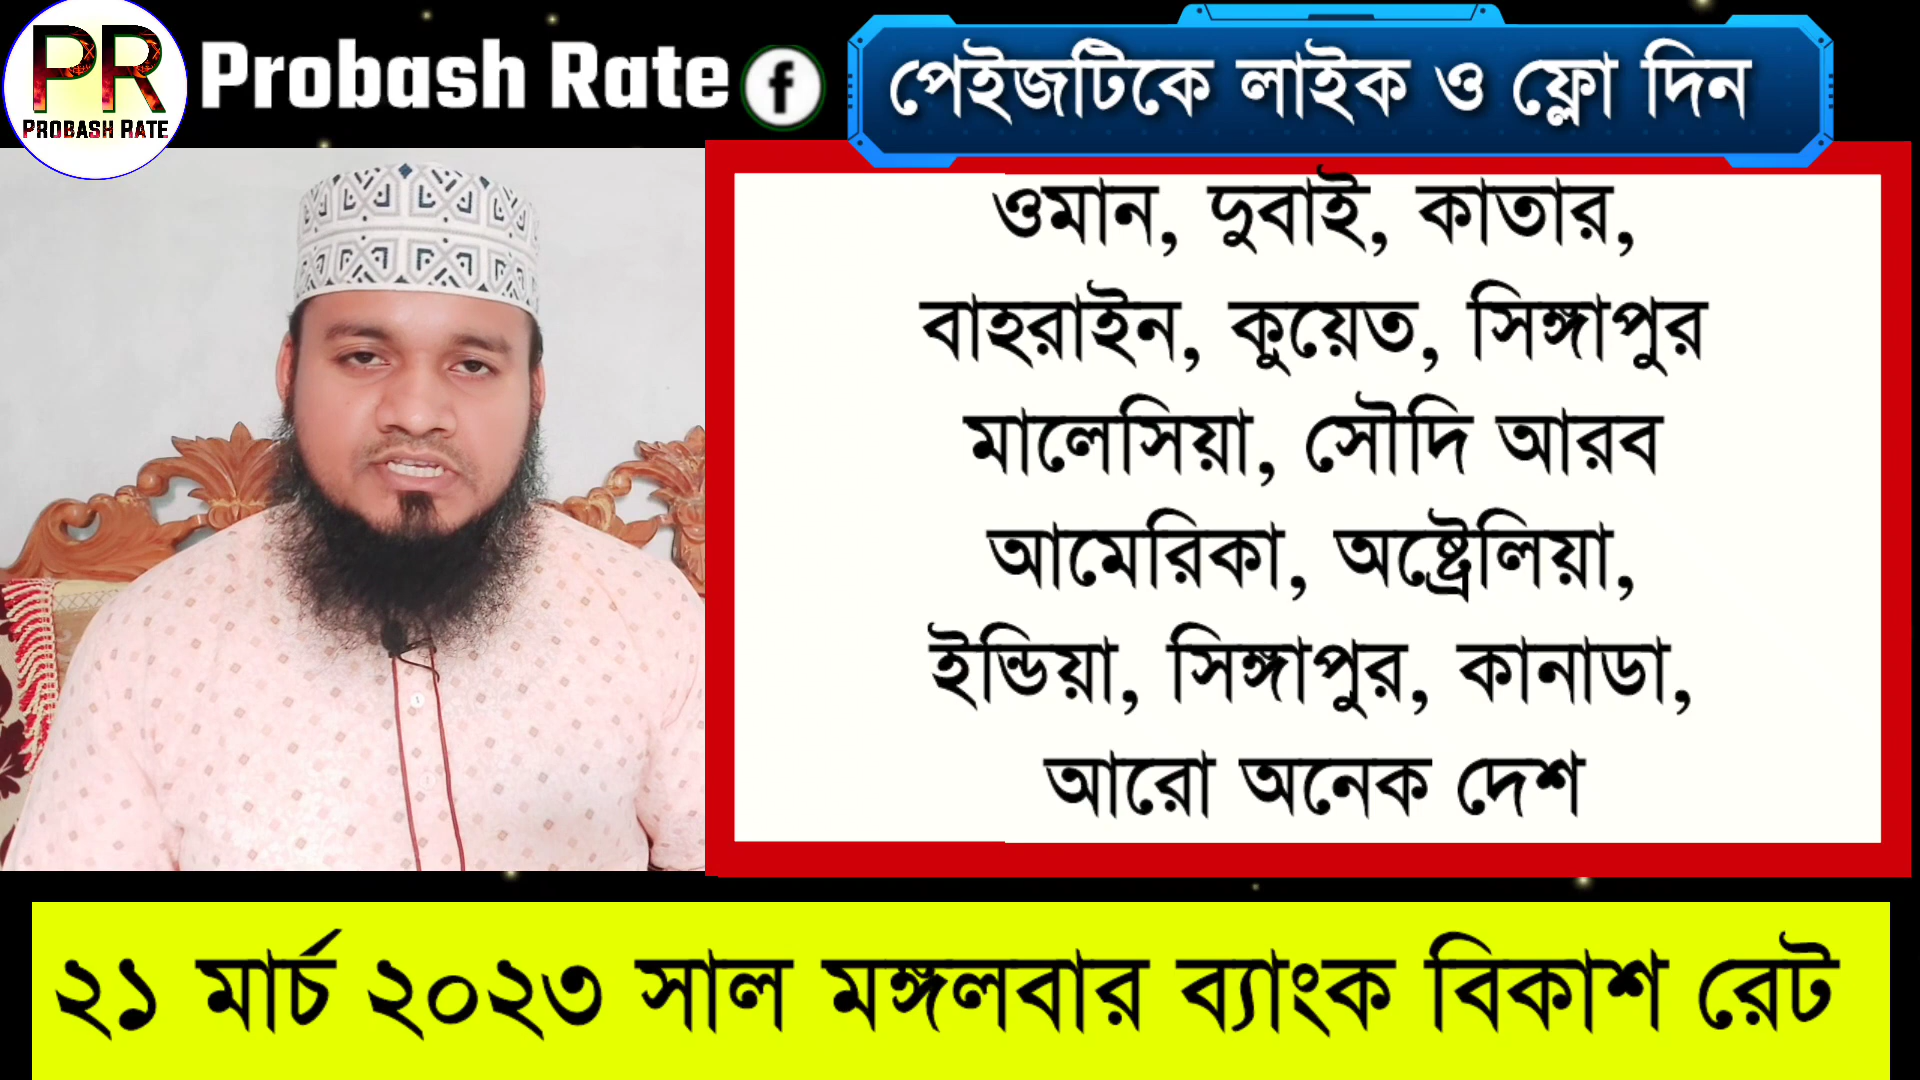 PR
PROBASH RATE
Probash Rate f
পেইজটিকে লাইক ও ফ্লো দিন
ওমান, দুবাই, কাতার,
বাহরাইন, কুয়েত, সিঙ্গাপুর
মালেসিয়া, সৌদি আরব
আমেরিকা, অষ্ট্রেলিয়া,
ইন্ডিয়া, সিঙ্গাপুর, কানাডা,
আরো অনেক দেশ
২১ মার্চ ২০২৩ সাল মঙ্গলবার ব্যাংক বিকাশ রেট